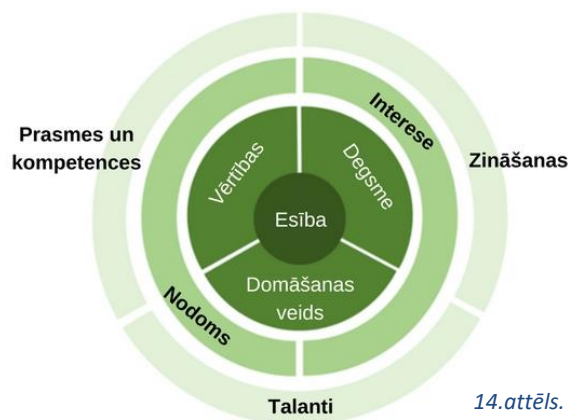 Prasmes un
kompetences
Interese
Zināšanas
Vērtības
Degsme
Esība
Domāšanas
veids
Nodoms
Talanti
14.attēls.